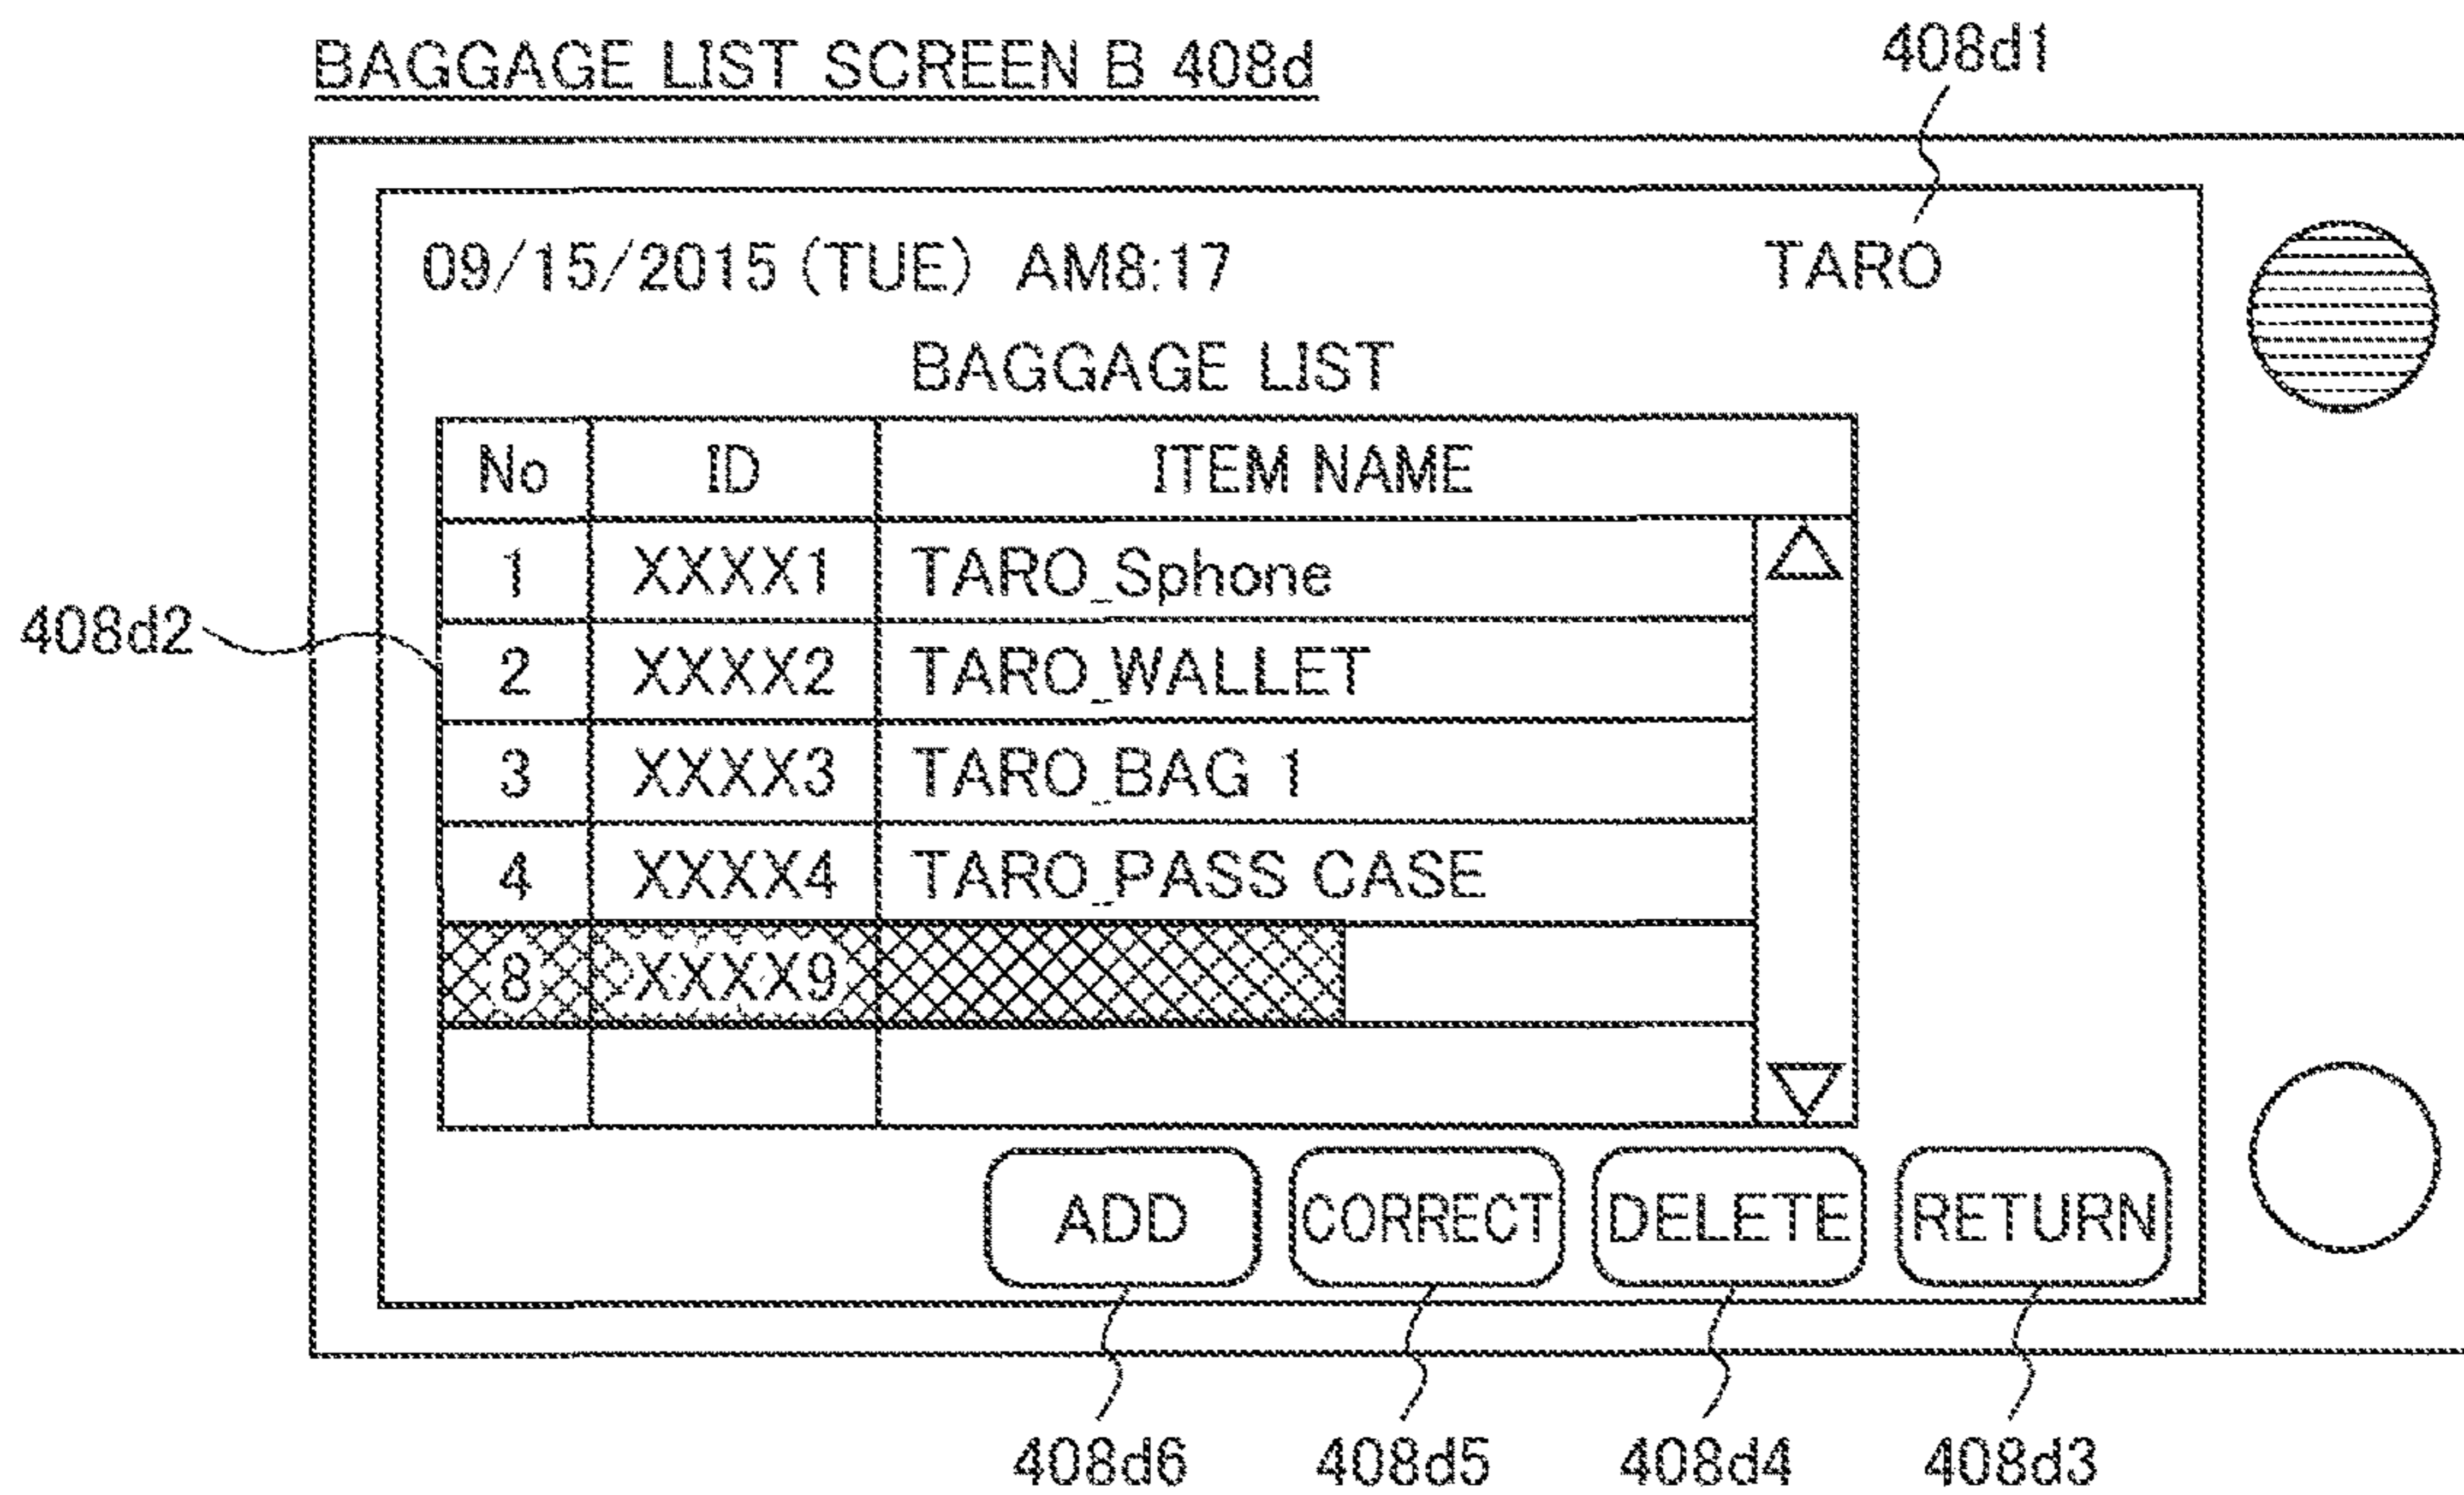 BAGGAGE LIST SCREEN B 408d
408d1
09/15/2015 (TUE) AM8:17 TARO
BAGGAGE LIST
No ID ITEM NAME
1 XXXX1 TARO_Sphone
408d2
2 XXXX2 TARO_WALLET
3 XXXX3 TARO_BAG 1
4 XXXX4 TARO_PASS CASE
8 XXXX9
ADD CORRECT DELETE RETURN
408d6 408d5 408d4 408d3